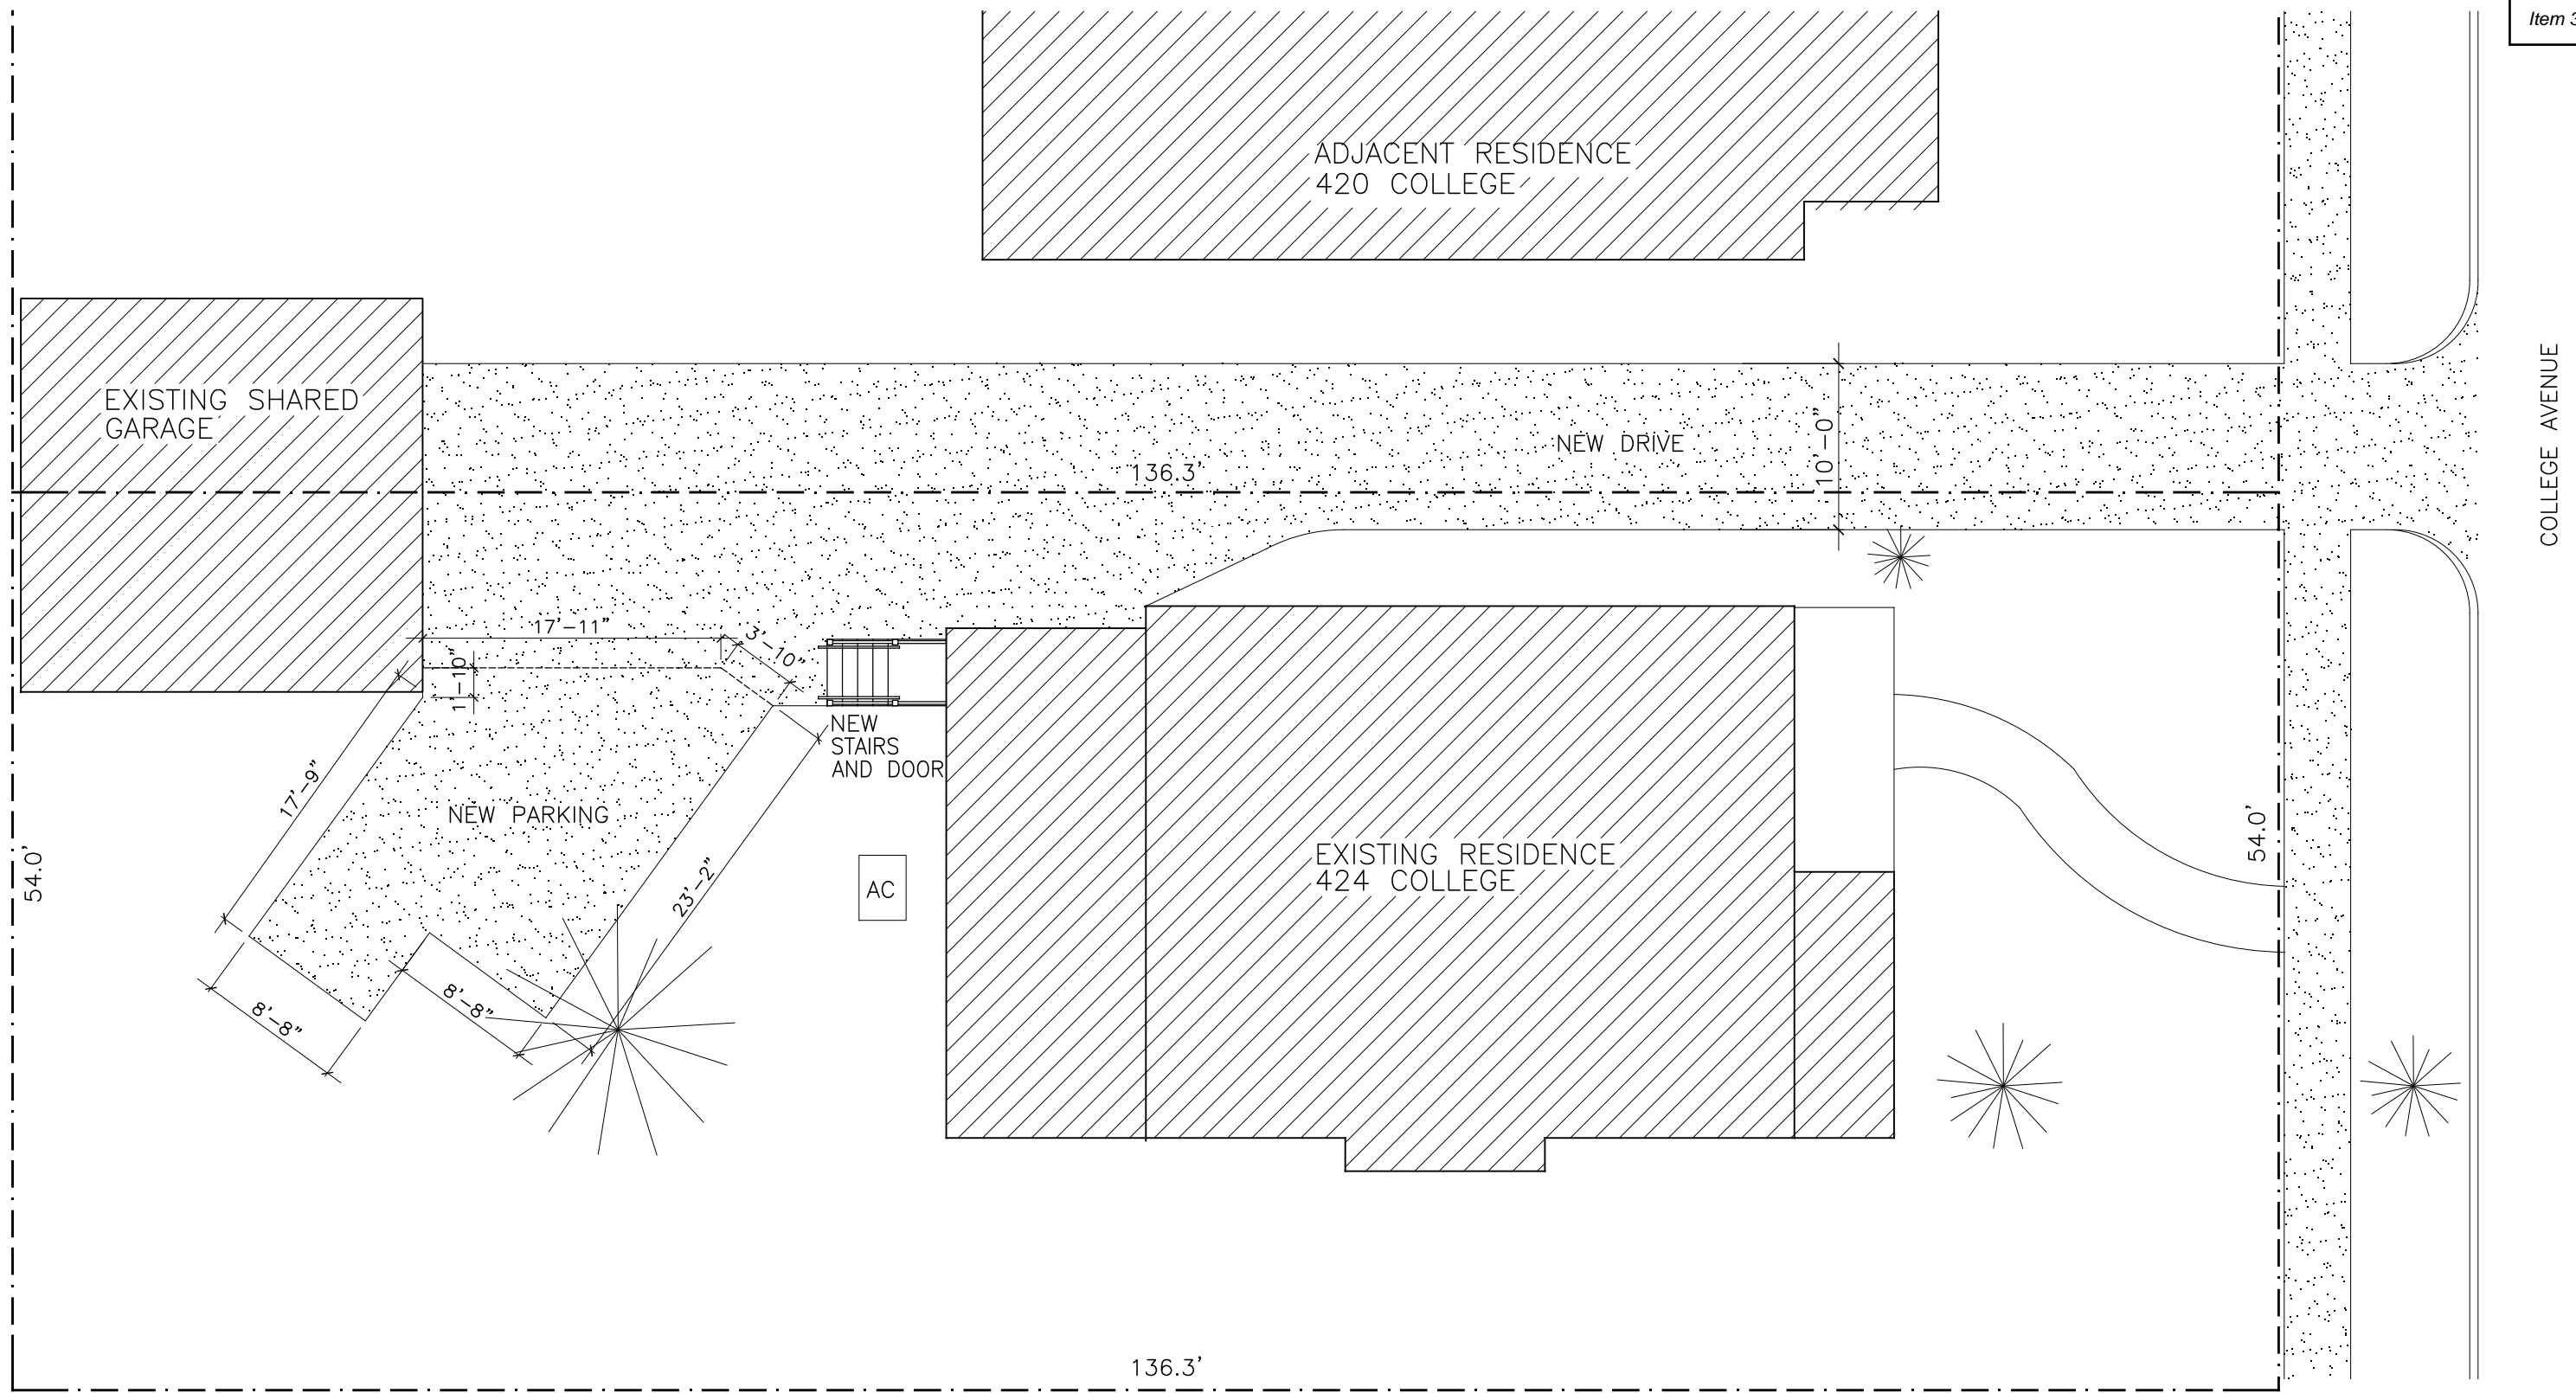 Item 3
ADJACENT RESIDENCE
420 COLLEGE
EXISTING SHARED
GARAGE
NEW DRIVE
10'-0"
COLLEGE AVENUE
136.3'
17'-11"
3'-10"
1'-10"
NEW
STAIRS
AND DOOR
17'-9"
NEW PARKING
23'-2"
AC
EXISTING RESIDENCE
424 COLLEGE
54.0'
54.0'
8'-8"
8'-8"
136.3'